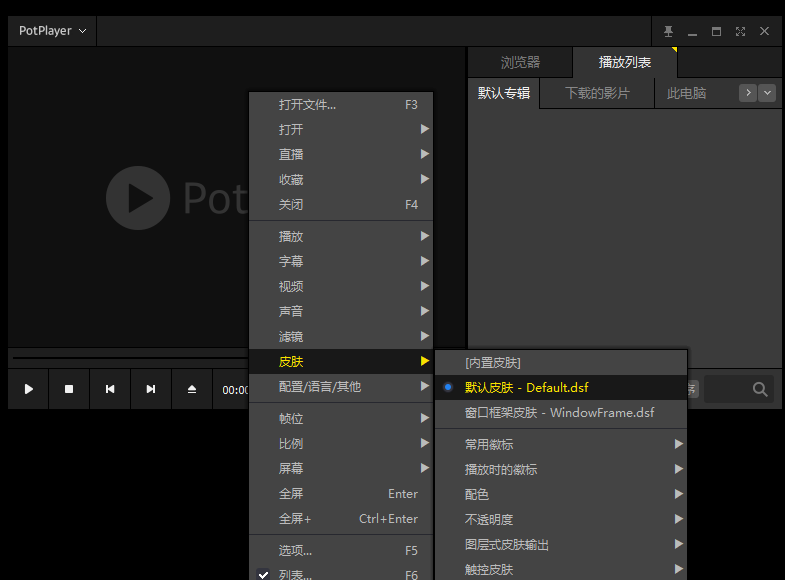 PotPlayer
浏览器
播放列表
默认专辑
下载的影片
此电脑
Pot
打开文件... F3
打开
直播
收藏
关闭 F4
播放
字幕
视频
声音
滤镜
皮肤
配置/语言/其他
帧位
比例
屏幕
全屏 Enter
全屏+ Ctrl+Enter
选项... F5
列表... F6
[内置皮肤]
默认皮肤 - Default.dsf
窗口框架皮肤 - WindowFrame.dsf
常用徽标
播放时的徽标
配色
不透明度
图层式皮肤输出
触控皮肤
00:00
序